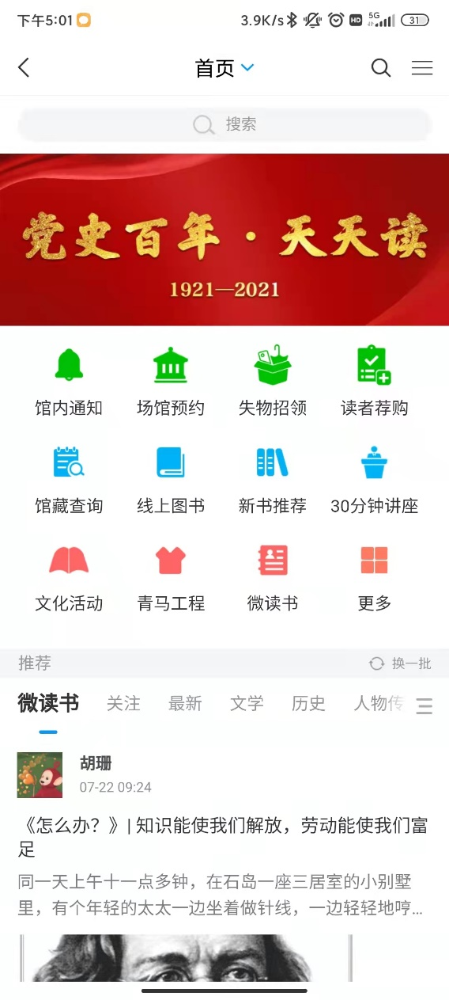 下午5:01 3.9K/s HD 5G 31
首页
搜索
党史百年·天天读
1921—2021
馆内通知 场馆预约 失物招领 读者荐购
馆藏查询 线上图书 新书推荐 30分钟讲座
文化活动 青马工程 微读书 更多
推荐 换一批
微读书 关注 最新 文学 历史 人物传
胡珊
07-22 09:24
《怎么办？》| 知识能使我们解放，劳动能使我们富
足
同一天上午十一点多钟，在石岛一座三居室的小别墅
里，有个年轻的太太一边坐着做针线，一边轻轻地哼...